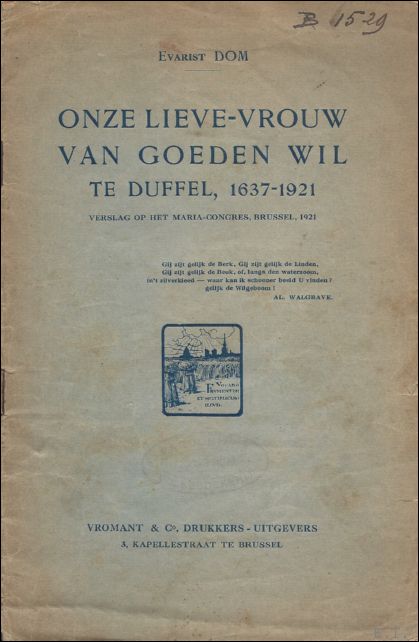 B 15-29
Evarist DOM
ONZE LIEVE-VROUW
VAN GOEDEN WIL
TE DUFFEL, 1637-1921
VERSLAG OP HET MARIA-CONGRES, BRUSSEL, 1921
Gij zijt gelijk de Berk, Gij zijt gelijk de Linden,
Gij zijt gelijk de Beuk, of, langs den waterzoom,
in't zilverkleed — waar kan ik schooner beeld U vinden?
gelijk de Wilgeboom!
AL. WALGRAVE.
VROMANT & Co, DRUKKERS - UITGEVERS
3, KAPELLESTRAAT TE BRUSSEL